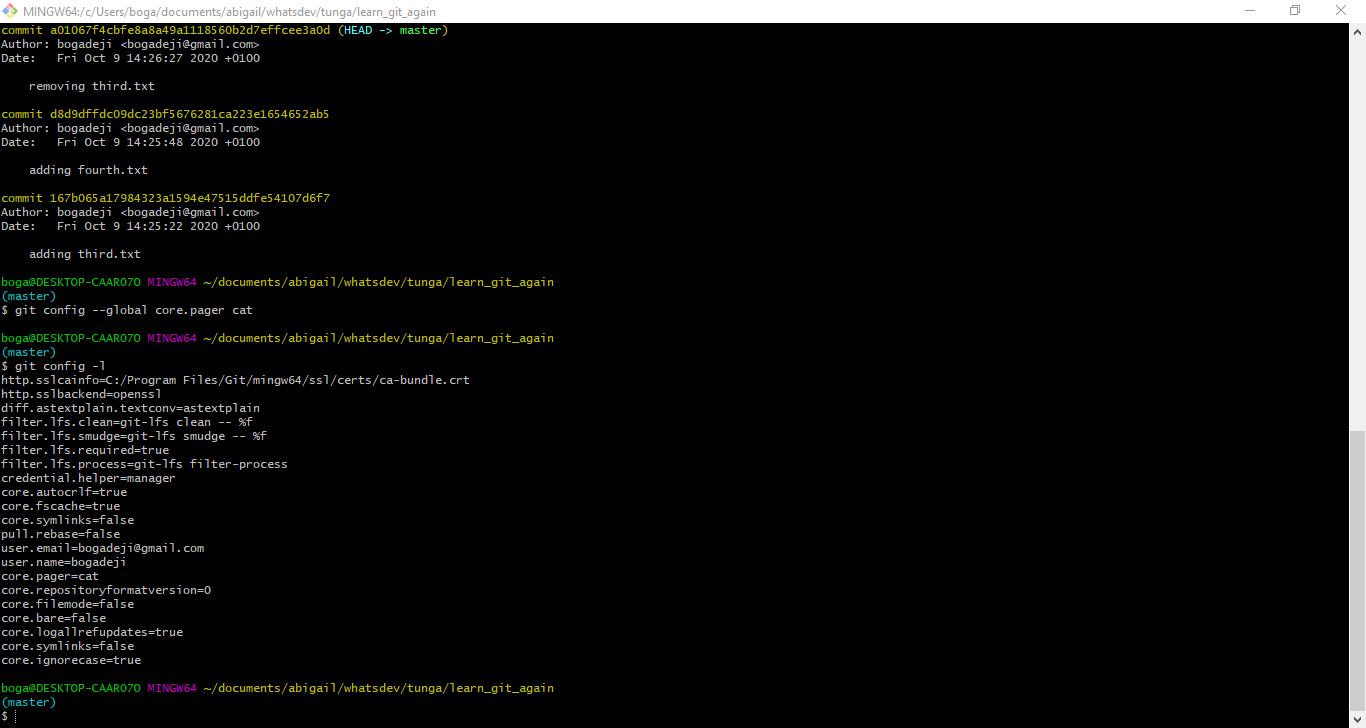 MINGW64:/c/Users/boga/documents/abigail/whatsdev/tunga/learn_git_again
commit a01067f4cbfe8a8a49a1118560b2d7effcee3a0d (HEAD -> master)
Author: bogadeji <bogadeji@gmail.com>
Date:   Fri Oct 9 14:26:27 2020 +0100
    removing third.txt
commit d8d9dffdc09dc23bf5676281ca223e1654652ab5
Author: bogadeji <bogadeji@gmail.com>
Date:   Fri Oct 9 14:25:48 2020 +0100
    adding fourth.txt
commit 167b065a17984323a1594e47515ddfe54107d6f7
Author: bogadeji <bogadeji@gmail.com>
Date:   Fri Oct 9 14:25:22 2020 +0100
    adding third.txt
boga@DESKTOP-CAARO7O MINGW64 ~/documents/abigail/whatsdev/tunga/learn_git_again
(master)
$ git config --global core.pager cat
boga@DESKTOP-CAARO7O MINGW64 ~/documents/abigail/whatsdev/tunga/learn_git_again
(master)
$ git config -l
http.sslcainfo=C:/Program Files/Git/mingw64/ssl/certs/ca-bundle.crt
http.sslbackend=openssl
diff.astextplain.textconv=astextplain
filter.lfs.clean=git-lfs clean -- %f
filter.lfs.smudge=git-lfs smudge -- %f
filter.lfs.required=true
filter.lfs.process=git-lfs filter-process
credential.helper=manager
core.autocrlf=true
core.fscache=true
core.symlinks=false
pull.rebase=false
user.email=bogadeji@gmail.com
user.name=bogadeji
core.pager=cat
core.repositoryformatversion=0
core.filemode=false
core.bare=false
core.logallrefupdates=true
core.symlinks=false
core.ignorecase=true
boga@DESKTOP-CAARO7O MINGW64 ~/documents/abigail/whatsdev/tunga/learn_git_again
(master)
$